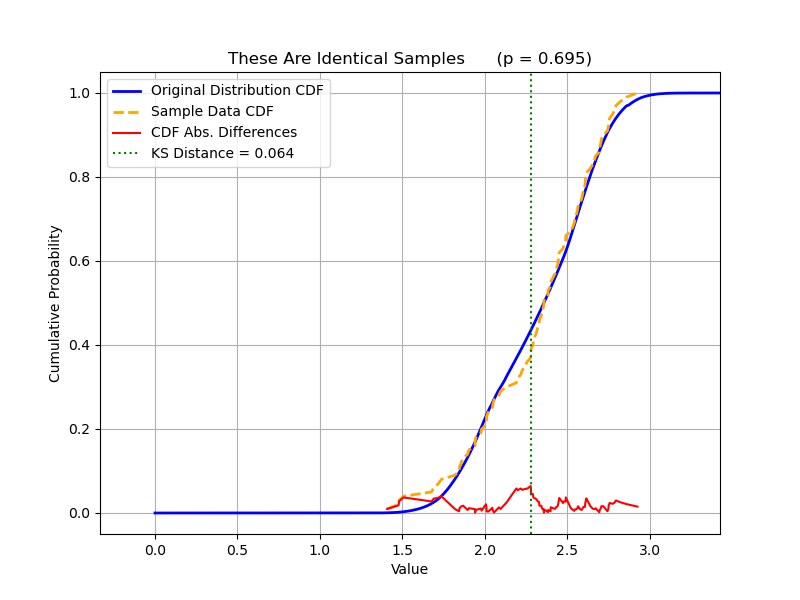 These Are Identical Samples      (p = 0.695)
Original Distribution CDF
Sample Data CDF
CDF Abs. Differences
KS Distance = 0.064
1.0
0.8
0.6
0.4
0.2
0.0
Cumulative Probability
0.0 0.5 1.0 1.5 2.0 2.5 3.0
Value